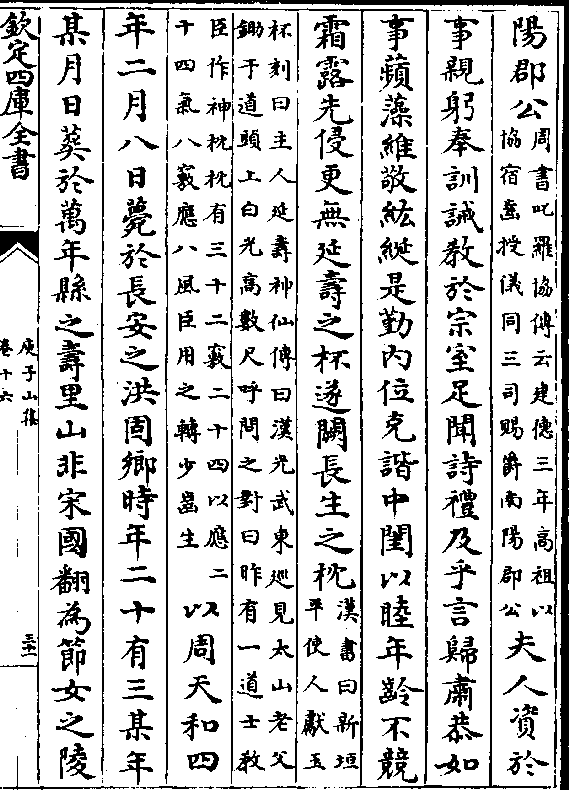 陽郡公周書叱羅協傳云建德三年高祖以
協宿齒授儀同三司賜爵南陽郡公夫人資於
事親躬奉訓誡教於宗室足聞詩禮及乎言歸肅恭如
事蘋藻維敬紘綖是勤內位克諧中閨以睦年齡不競
霜露先侵更無延壽之杯遂闕長生之枕漢書曰新垣
平使人獻玉
杯刻曰主人延壽神仙傳曰漢光武東巡見太山老父
鋤于道頭上白光高數尺呼問之對曰昨有一道士教
臣作神枕枕有三十二竅二十四以應二
十四氣八竅應八風臣用之轉少齒生以周天和四
年二月八日薨於長安之洪固鄉時年二十有三某年
某月日葬於萬年縣之壽里山非宋國翻為節女之陵
欽定四庫全書
庾子山集
卷十六